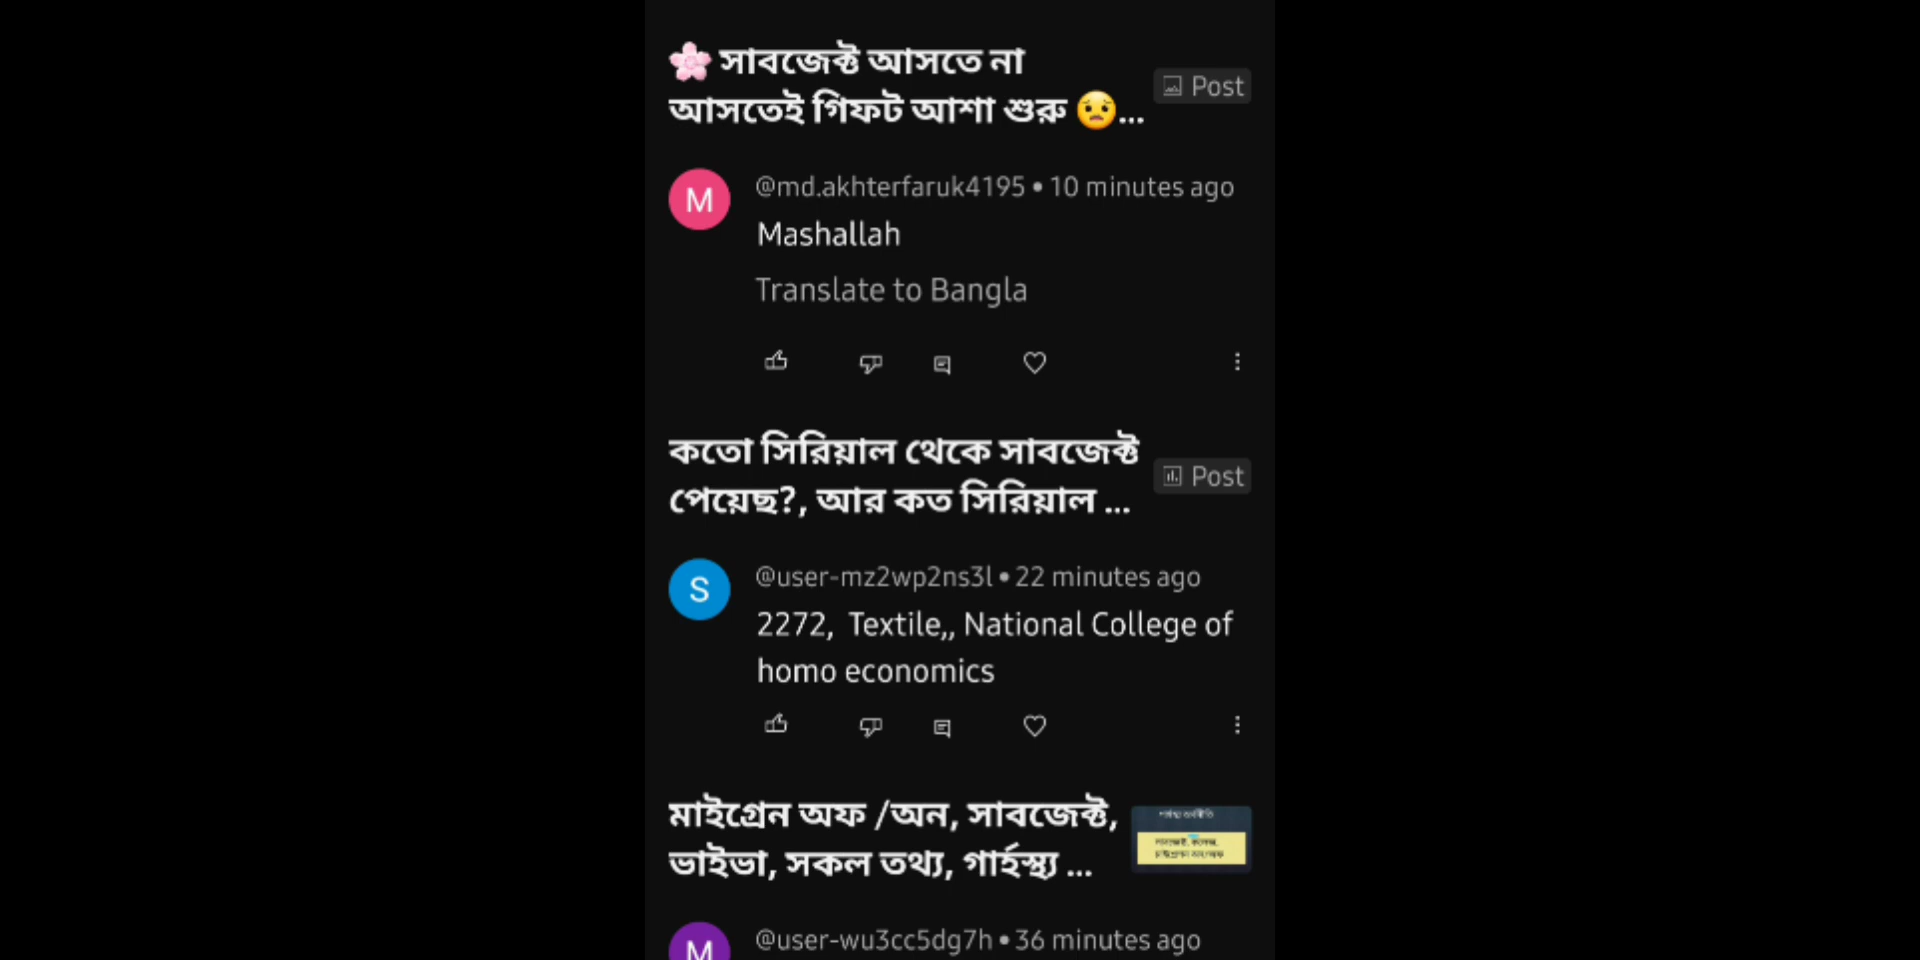 🌸 সাবজেক্ট আসতে না
আসতেই গিফট আশা শুরু 😟...
Post
@md.akhterfaruk4195 • 10 minutes ago
M
Mashallah
Translate to Bangla
কতো সিরিয়াল থেকে সাবজেক্ট
পেয়েছ?, আর কত সিরিয়াল ...
Post
@user-mz2wp2ns3l • 22 minutes ago
S
2272, Textile,, National College of
homo economics
মাইগ্রেন অফ /অন, সাবজেক্ট,
ভাইভা, সকল তথ্য, গার্হস্থ্য ...
@user-wu3cc5dg7h • 36 minutes ago
M